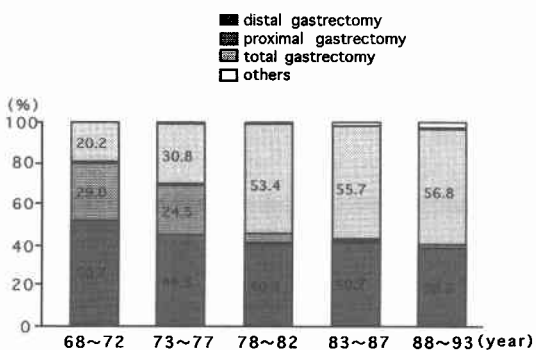 distal gastrectomy
proximal gastrectomy
total gastrectomy
others
(%)
100
80
60
40
20
0
20.2
30.8
53.4
55.7
56.8
29.0
24.5
68～72 73～77 78～82 83～87 88～93 (year)